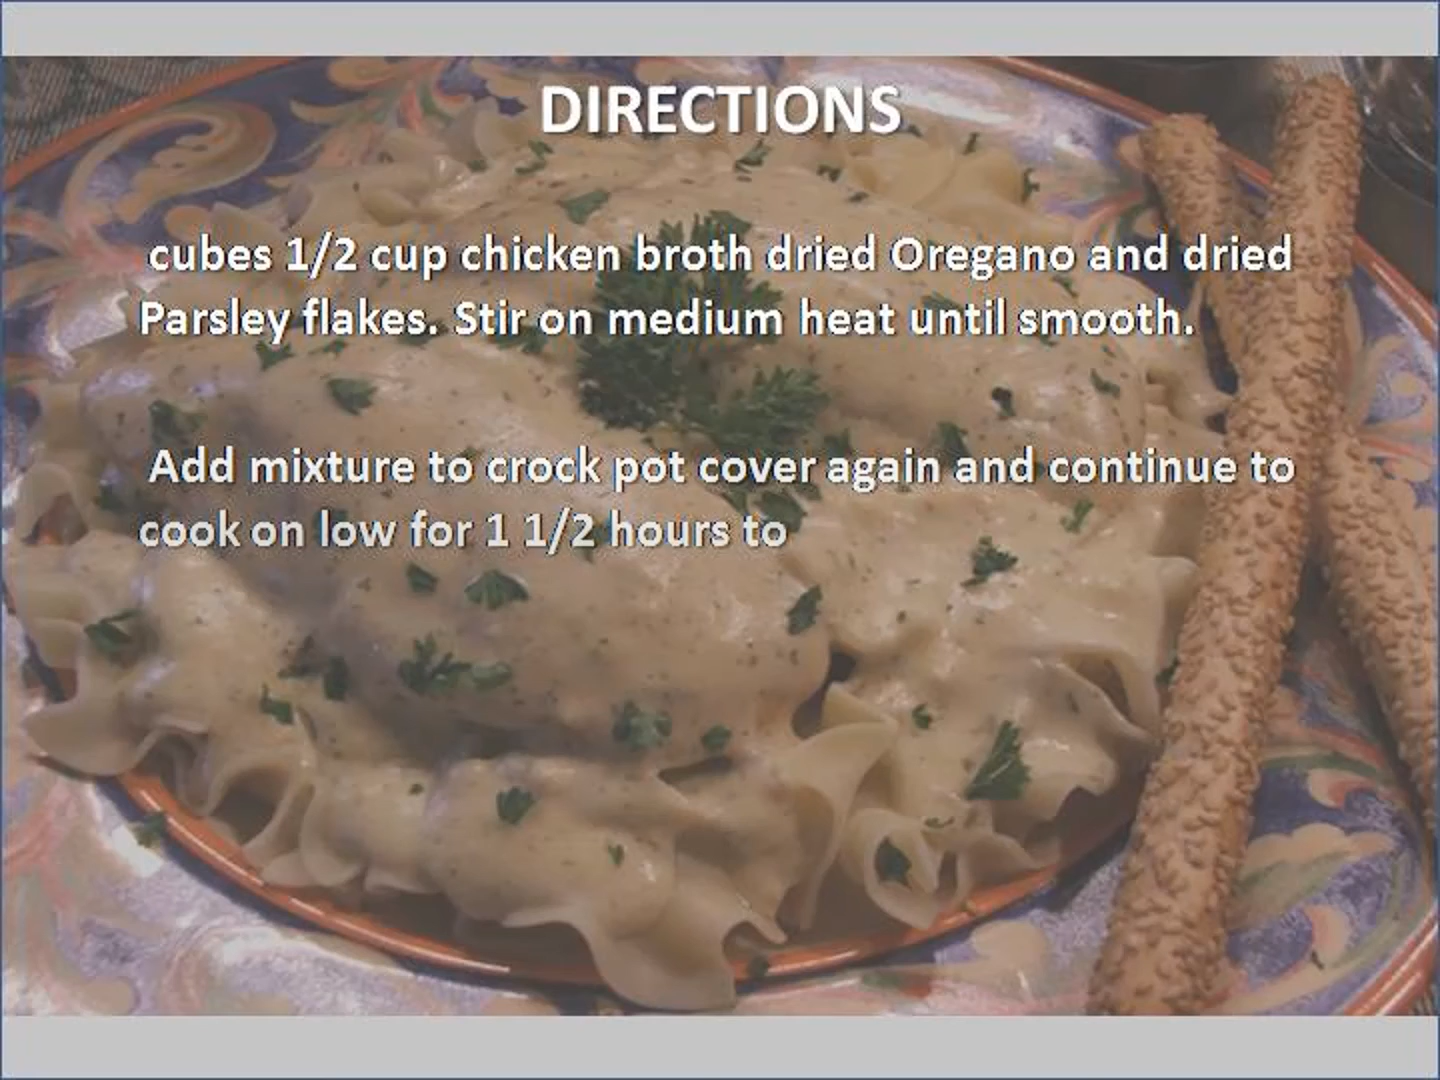 DIRECTIONS
cubes 1/2 cup chicken broth dried Oregano and dried
Parsley flakes. Stir on medium heat until smooth.
Add mixture to crock pot cover again and continue to
cook on low for 1 1/2 hours to